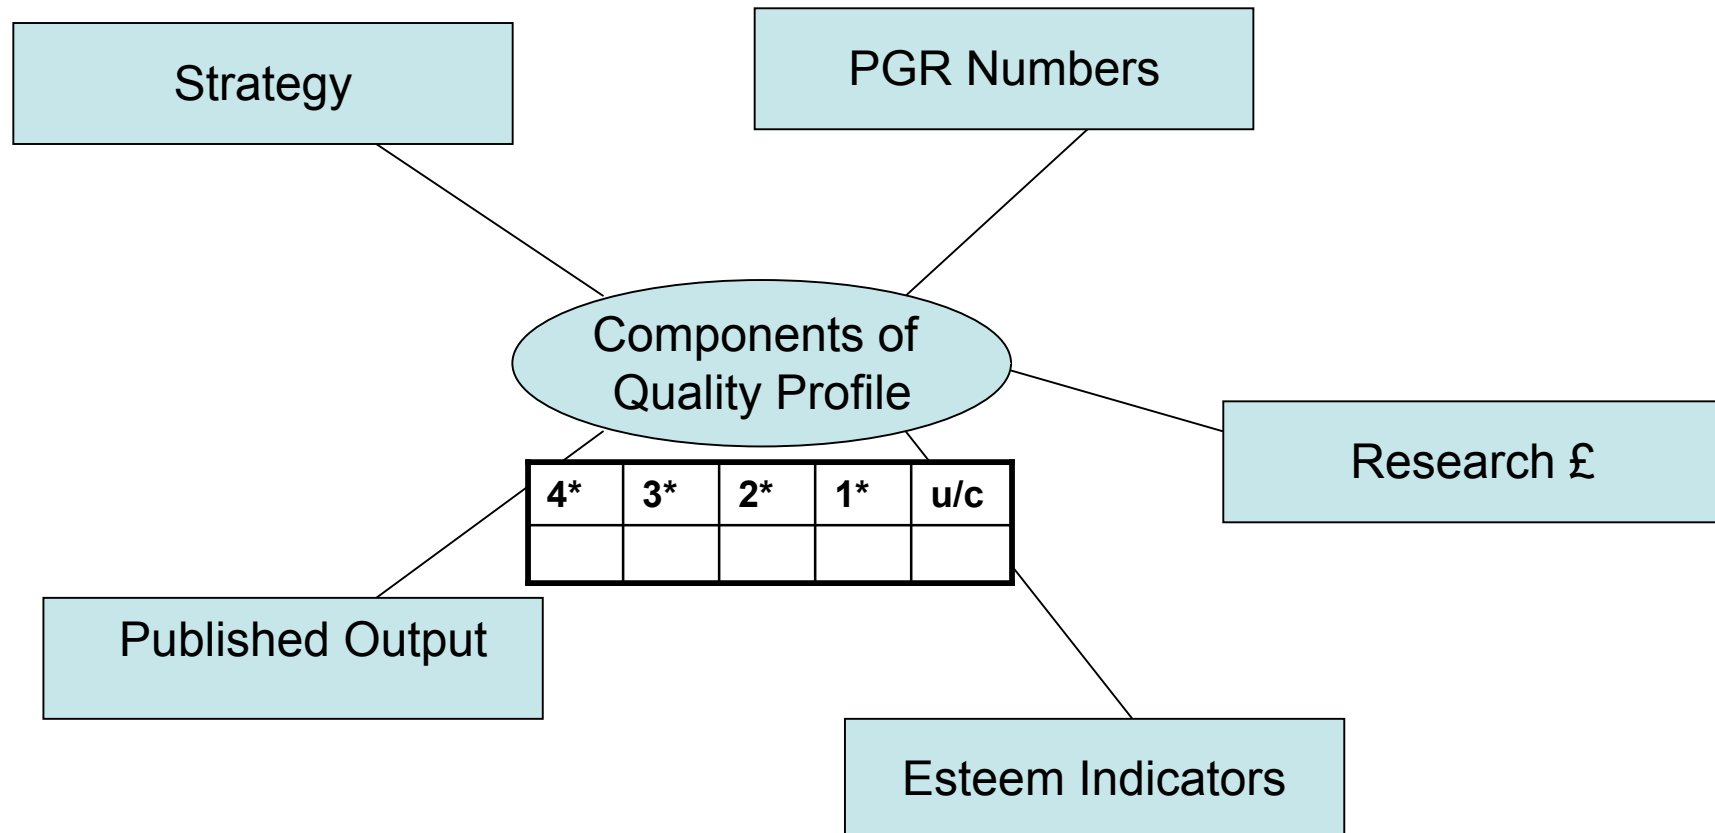 Strategy
PGR Numbers
Components of
Quality Profile
Research £
4* 3* 2* 1* u/c
Published Output
Esteem Indicators